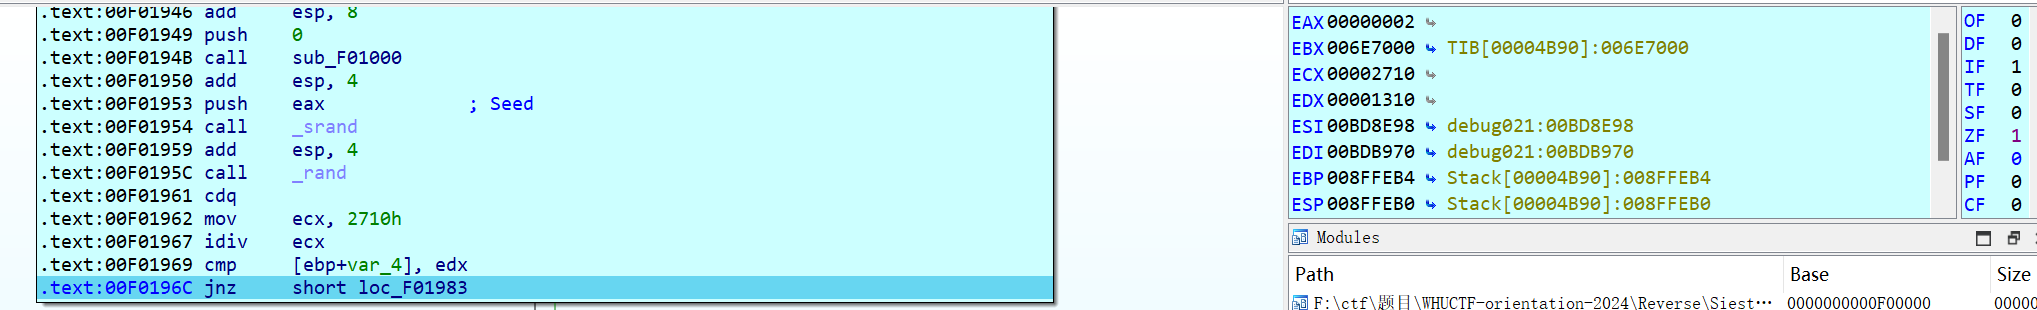 .text:00F01946 add esp, 8
.text:00F01949 push 0
.text:00F0194B call sub_F01000
.text:00F01950 add esp, 4
.text:00F01953 push eax ; Seed
.text:00F01954 call _srand
.text:00F01959 add esp, 4
.text:00F0195C call _rand
.text:00F01961 cdq
.text:00F01962 mov ecx, 2710h
.text:00F01967 idiv ecx
.text:00F01969 cmp [ebp+var_4], edx
.text:00F0196C jnz short loc_F01983
EAX 00000002
EBX 006E7000 TIB[00004B90]:006E7000
ECX 00002710
EDX 00001310
ESI 00BD8E98 debug021:00BD8E98
EDI 00BDB970 debug021:00BDB970
EBP 008FFEB4 Stack[00004B90]:008FFEB4
ESP 008FFEB0 Stack[00004B90]:008FFEB0
OF 0
DF 0
IF 1
TF 0
SF 0
ZF 1
AF 0
PF 0
CF 0
Modules
Path Base Size
F:\ctf\题目\WHUCTF-orientation-2024\Reverse\Siest… 0000000000F00000 00000